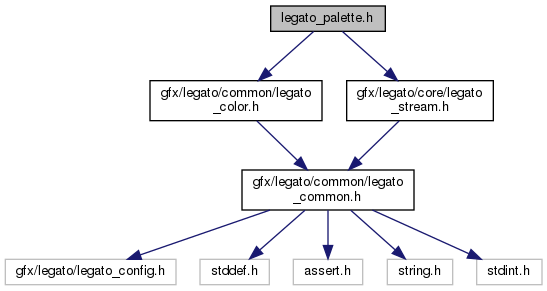 legato_palette.h
gfx/legato/common/legato
_color.h
gfx/legato/core/legato
_stream.h
gfx/legato/common/legato
_common.h
gfx/legato/legato_config.h
stddef.h
assert.h
string.h
stdint.h